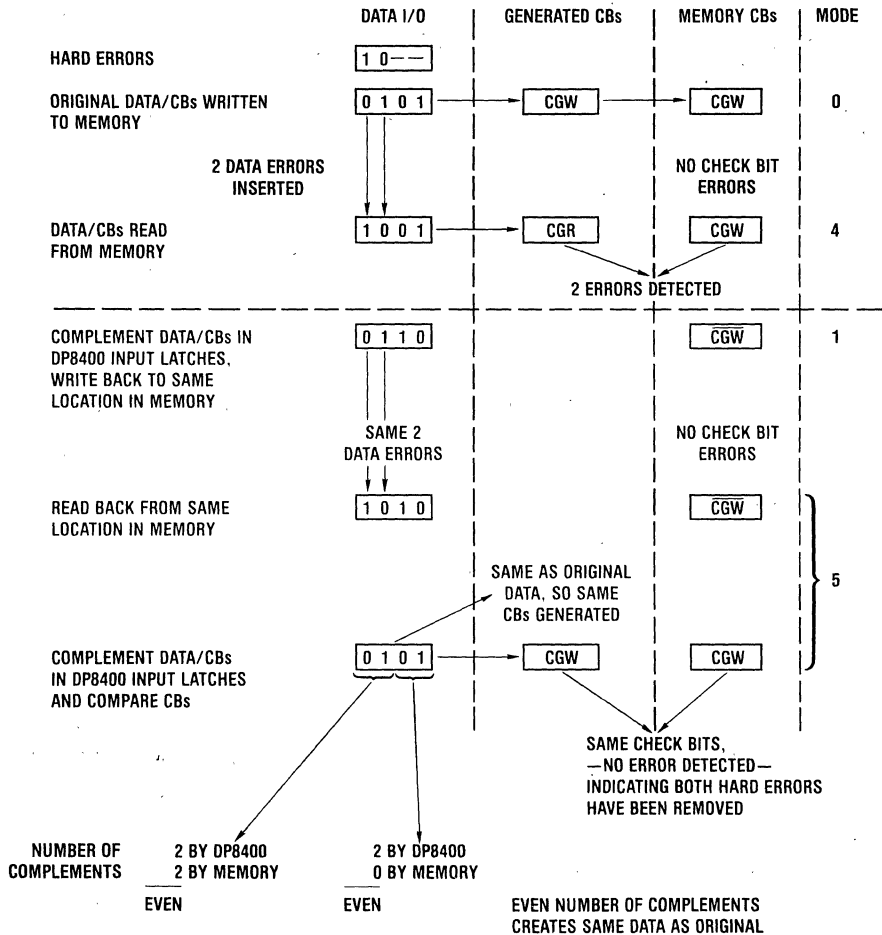 DATA I/O GENERATED CBs MEMORY CBs MODE
HARD ERRORS 1 0 – –
ORIGINAL DATA/CBs WRITTEN 0 1 0 1 CGW CGW 0
TO MEMORY
2 DATA ERRORS NO CHECK BIT
INSERTED ERRORS
DATA/CBs READ 1 0 0 1 CGR CGW 4
FROM MEMORY
2 ERRORS DETECTED
COMPLEMENT DATA/CBs IN 0 1 1 0 C̅G̅W̅ 1
DP8400 INPUT LATCHES,
WRITE BACK TO SAME
LOCATION IN MEMORY
SAME 2 NO CHECK BIT
DATA ERRORS ERRORS
READ BACK FROM SAME 1 0 1 0 C̅G̅W̅
LOCATION IN MEMORY
SAME AS ORIGINAL
DATA, SO SAME 5
CBs GENERATED
COMPLEMENT DATA/CBs 0 1 0 1 CGW CGW
IN DP8400 INPUT LATCHES
AND COMPARE CBs
SAME CHECK BITS,
—NO ERROR DETECTED—
INDICATING BOTH HARD ERRORS
HAVE BEEN REMOVED
NUMBER OF 2 BY DP8400 2 BY DP8400
COMPLEMENTS 2 BY MEMORY 0 BY MEMORY
EVEN EVEN EVEN NUMBER OF COMPLEMENTS
CREATES SAME DATA AS ORIGINAL